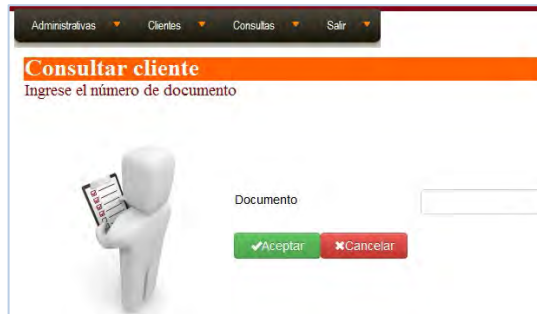 Administrativas Clientes Consultas Salir
Consultar cliente
Ingrese el número de documento
Documento
Aceptar Cancelar